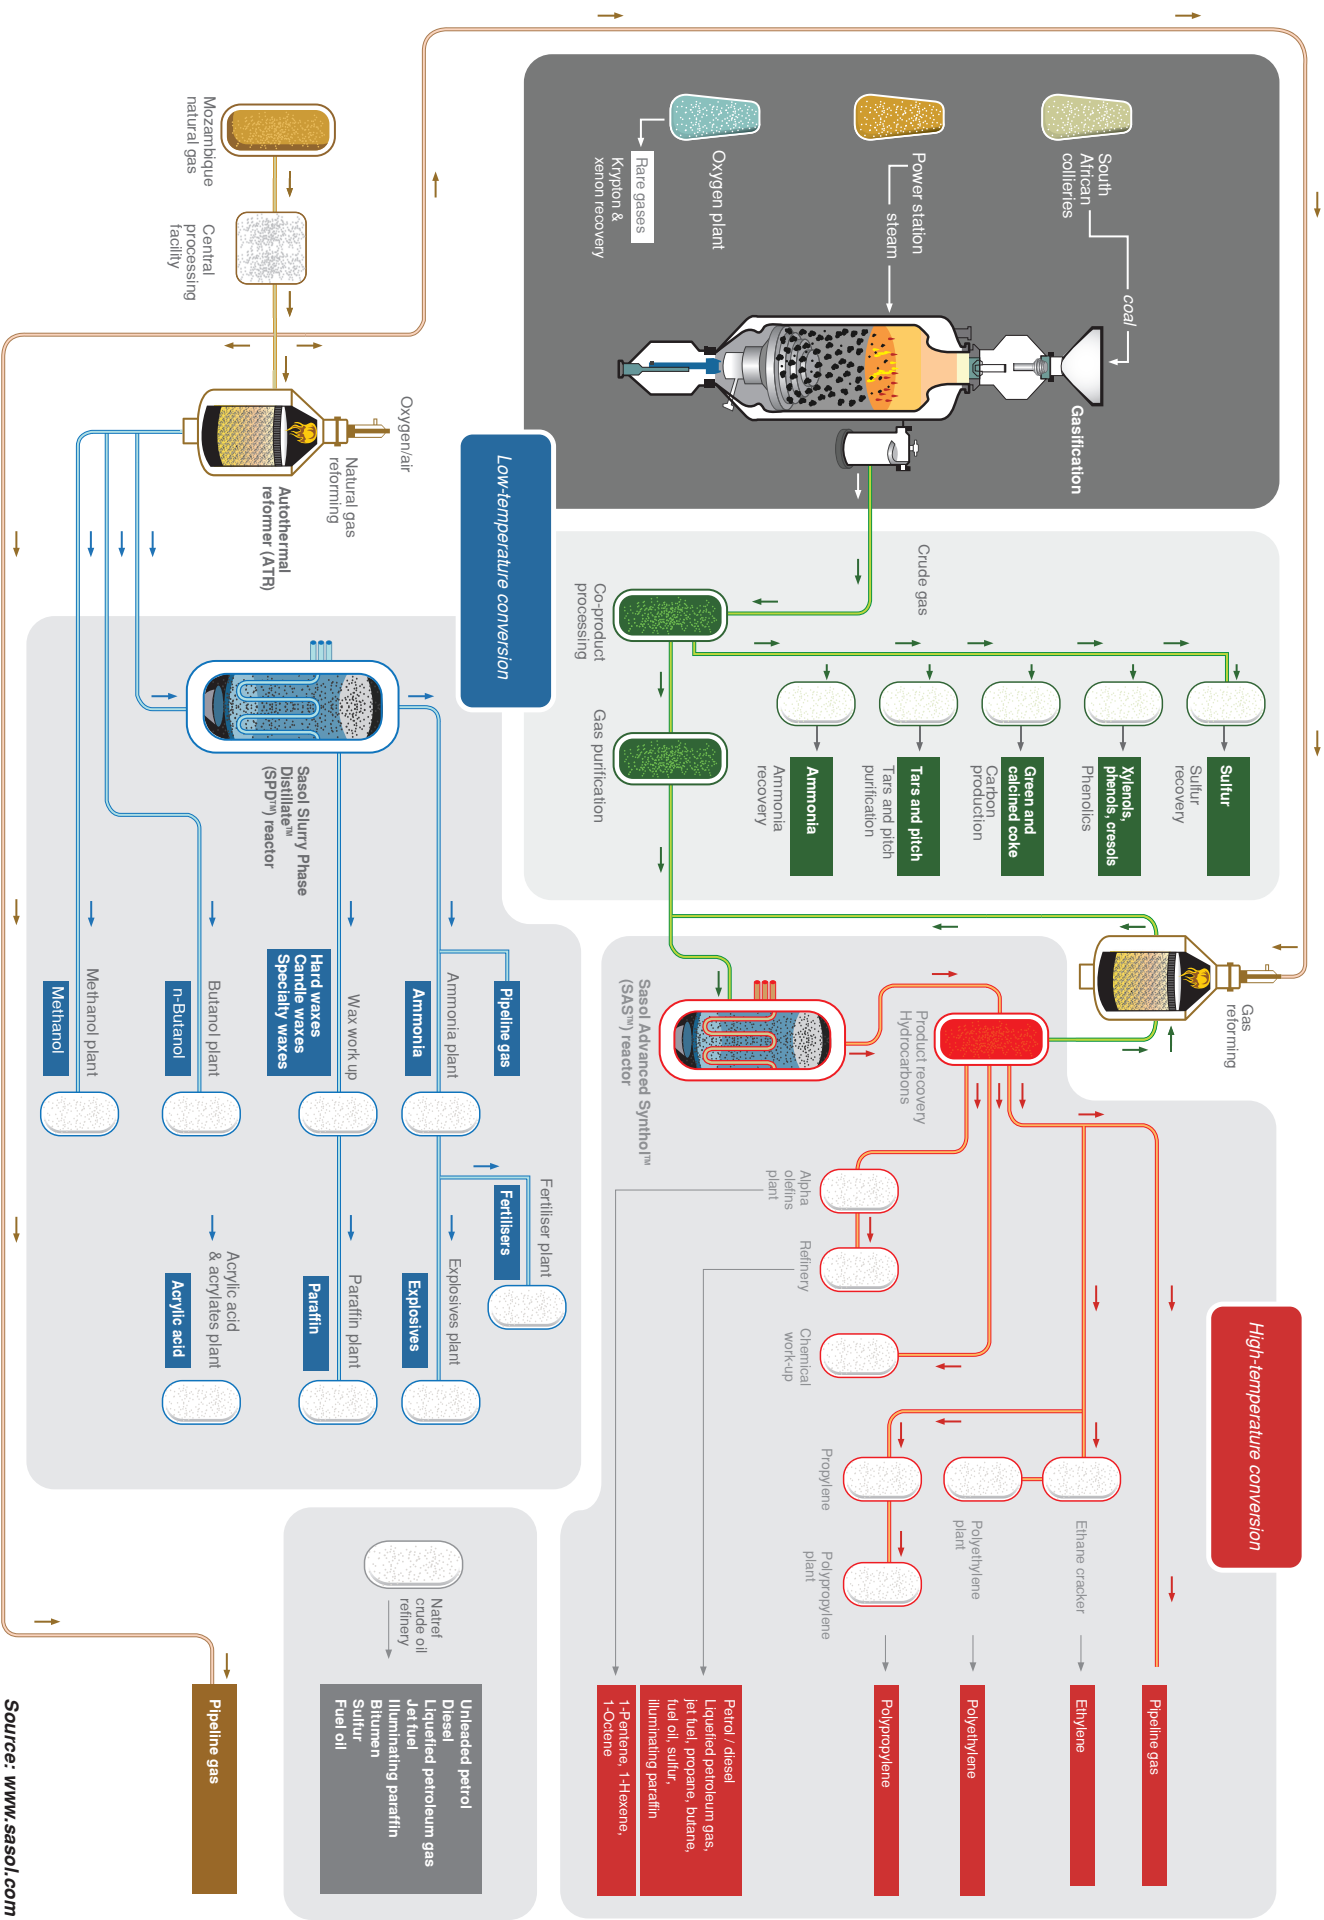 South
African
collieries
coal
Power station
steam
Oxygen plant
Rare gases
Krypton &
xenon recovery
Gasification
Mozambique
natural gas
Central
processing
facility
Oxygen/air
Natural gas
reforming
Autothermal
reformer (ATR)
Low-temperature conversion
Crude gas
Co-product
processing
Gas purification
Sulfur
Sulfur
recovery
Xylenols,
phenols, cresols
Phenolics
Green and
calcined coke
Carbon
production
Tars and pitch
Tars and pitch
purification
Ammonia
Ammonia
recovery
Gas
reforming
Sasol Slurry Phase
Distillate™
(SPD™) reactor
Pipeline gas
Ammonia plant
Ammonia
Wax work up
Hard waxes
Candle waxes
Specialty waxes
Butanol plant
n-Butanol
Methanol plant
Methanol
Fertiliser plant
Fertilisers
Explosives plant
Explosives
Paraffin plant
Paraffin
Acrylic acid
& acrylates plant
Acrylic acid
Sasol Advanced Synthol™
(SAS™) reactor
Product recovery
Hydrocarbons
High-temperature conversion
Alpha
olefins
plant
Refinery
Chemical
work-up
Propylene
Polypropylene
plant
Polyethylene
plant
Ethane cracker
Pipeline gas
Ethylene
Polyethylene
Polypropylene
Petrol / diesel
Liquefied petroleum gas,
jet fuel, propane, butane,
fuel oil, sulfur,
illuminating paraffin
1-Pentene, 1-Hexene,
1-Octene
Natref
crude oil
refinery
Unleaded petrol
Diesel
Liquefied petroleum gas
Jet fuel
Illuminating paraffin
Bitumen
Sulfur
Fuel oil
Pipeline gas
Source: www.sasol.com